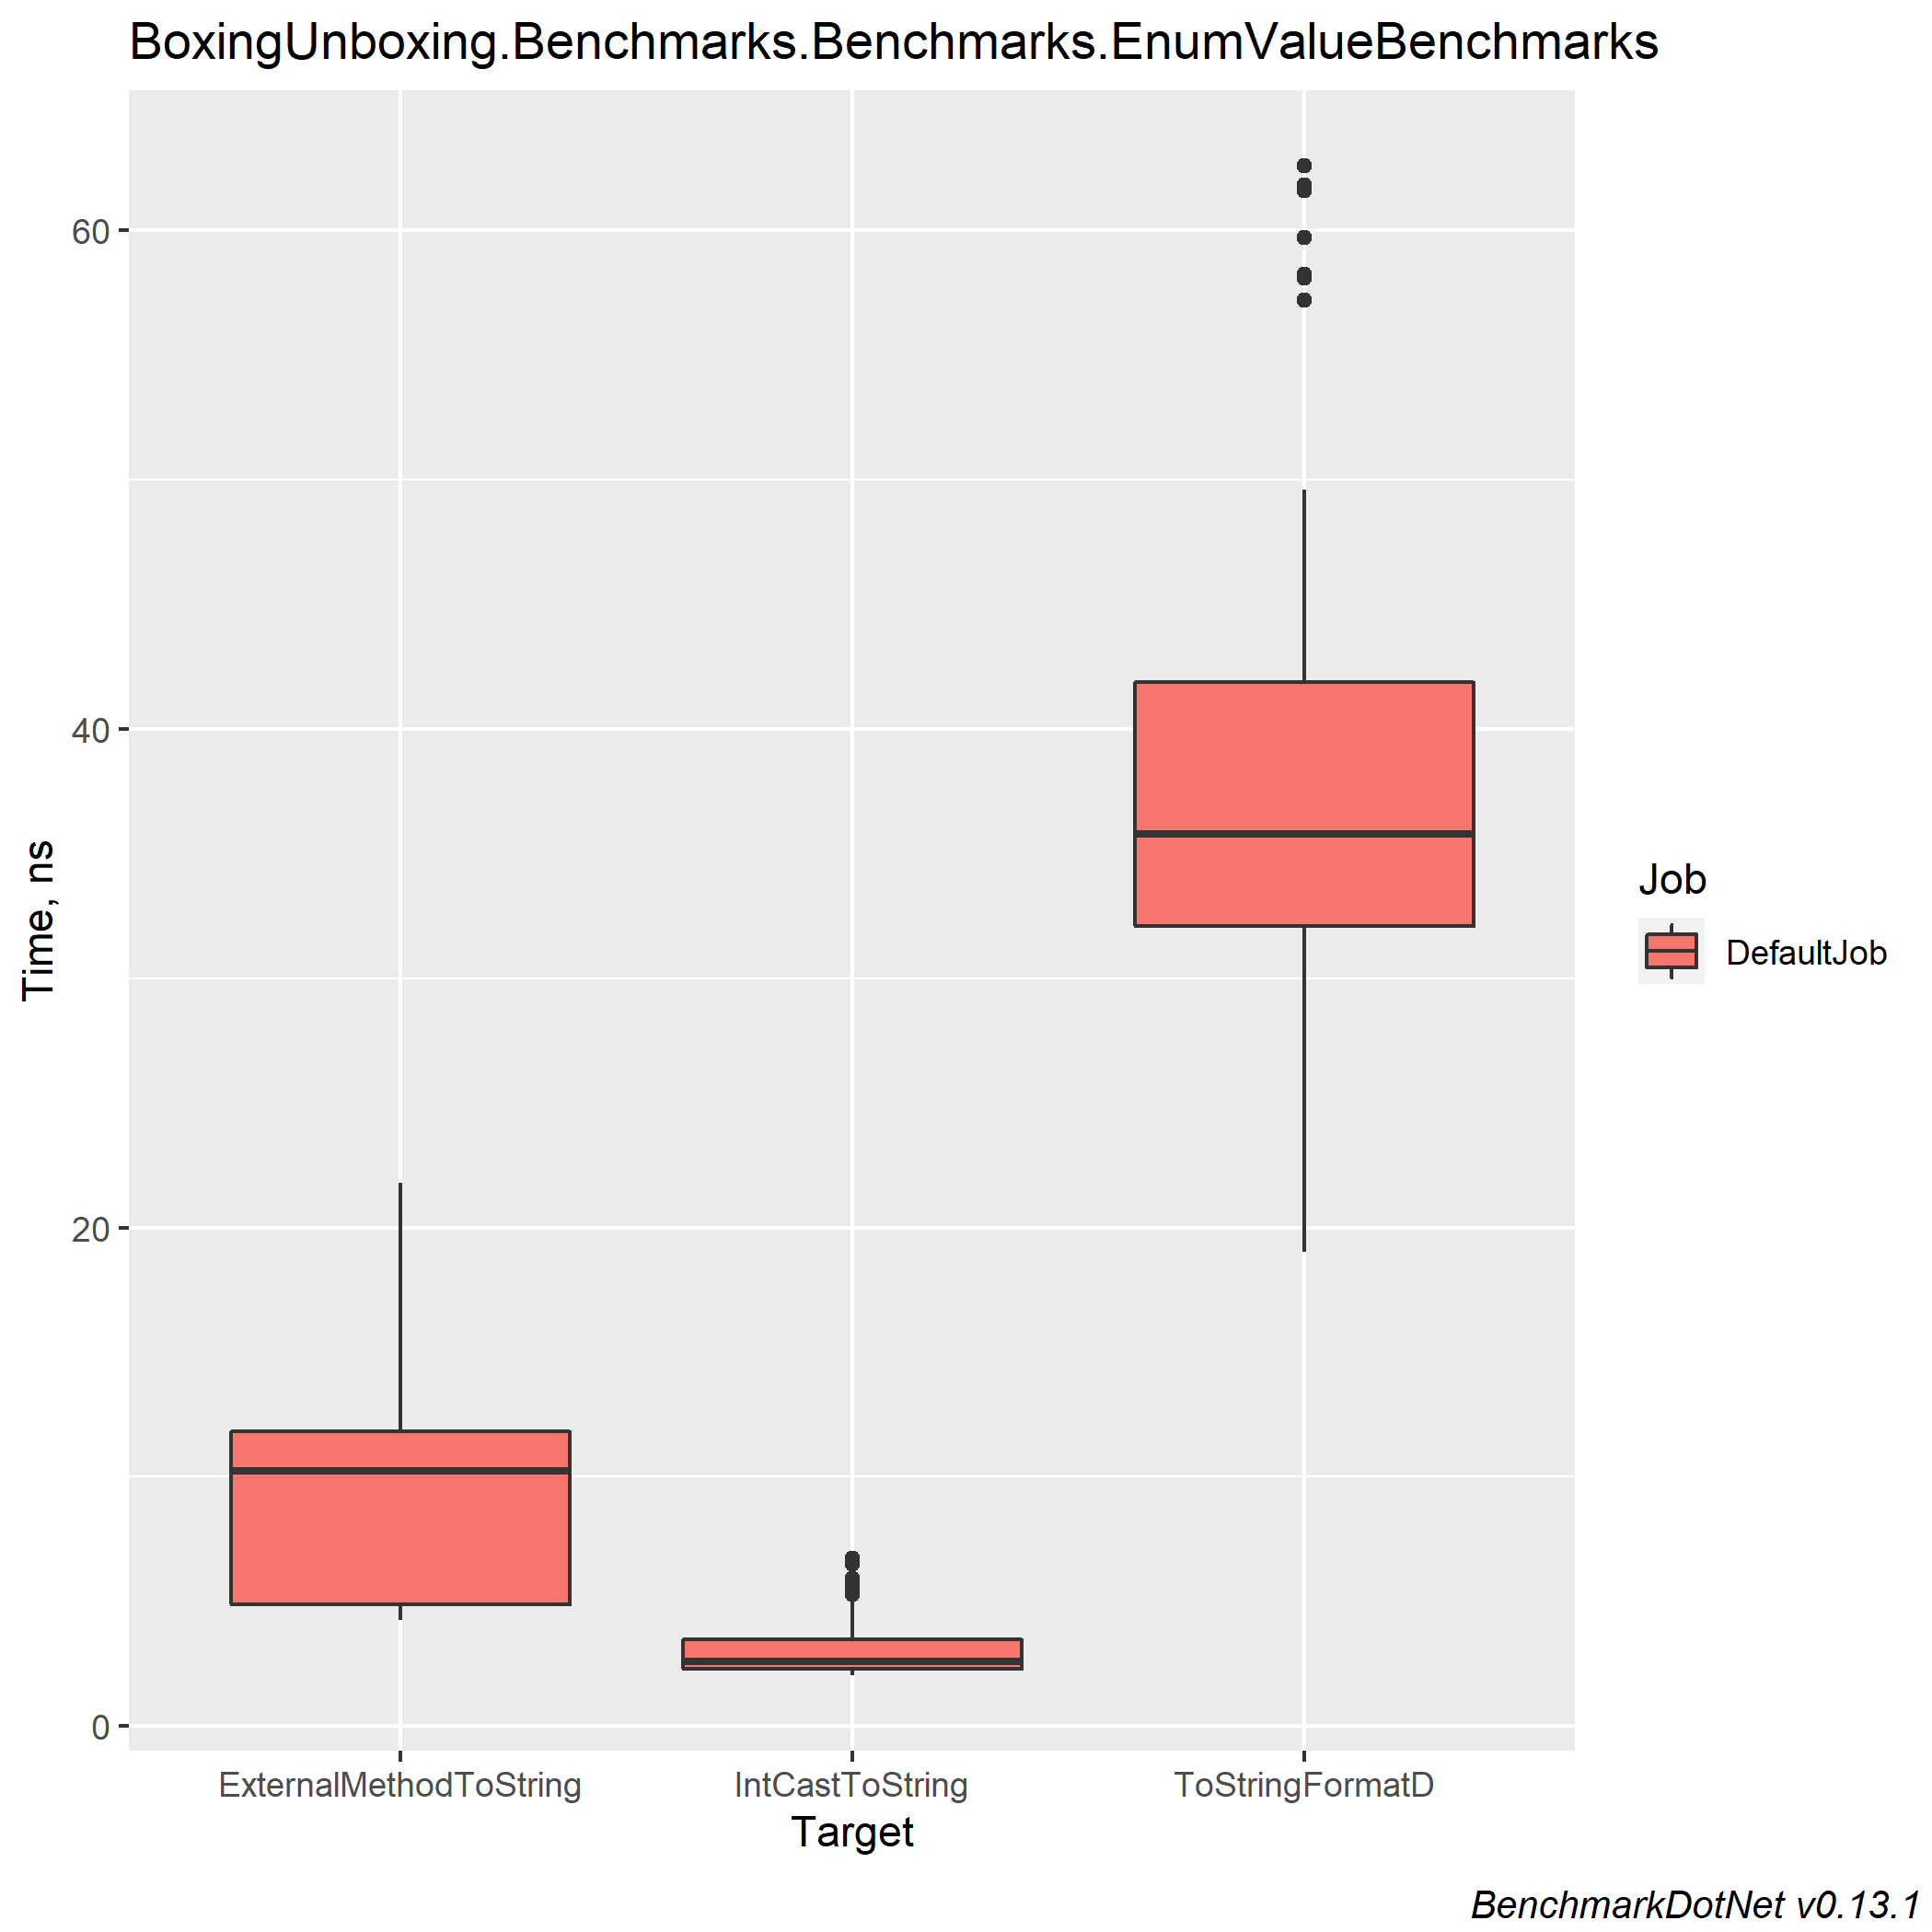 BoxingUnboxing.Benchmarks.Benchmarks.EnumValueBenchmarks
60
40
20
0
Time, ns
ExternalMethodToString IntCastToString ToStringFormatD
Target
Job
DefaultJob
BenchmarkDotNet v0.13.1